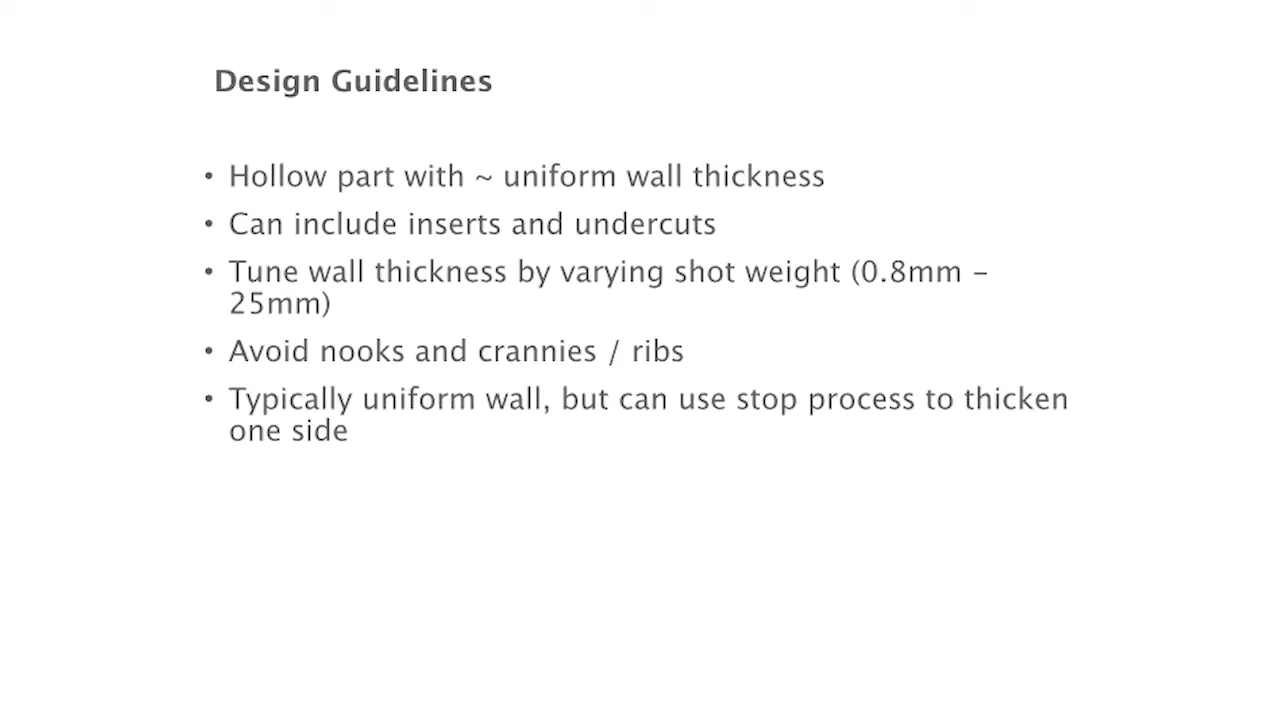 Design Guidelines
• Hollow part with ~ uniform wall thickness
• Can include inserts and undercuts
• Tune wall thickness by varying shot weight (0.8mm –
25mm)
• Avoid nooks and crannies / ribs
• Typically uniform wall, but can use stop process to thicken
one side